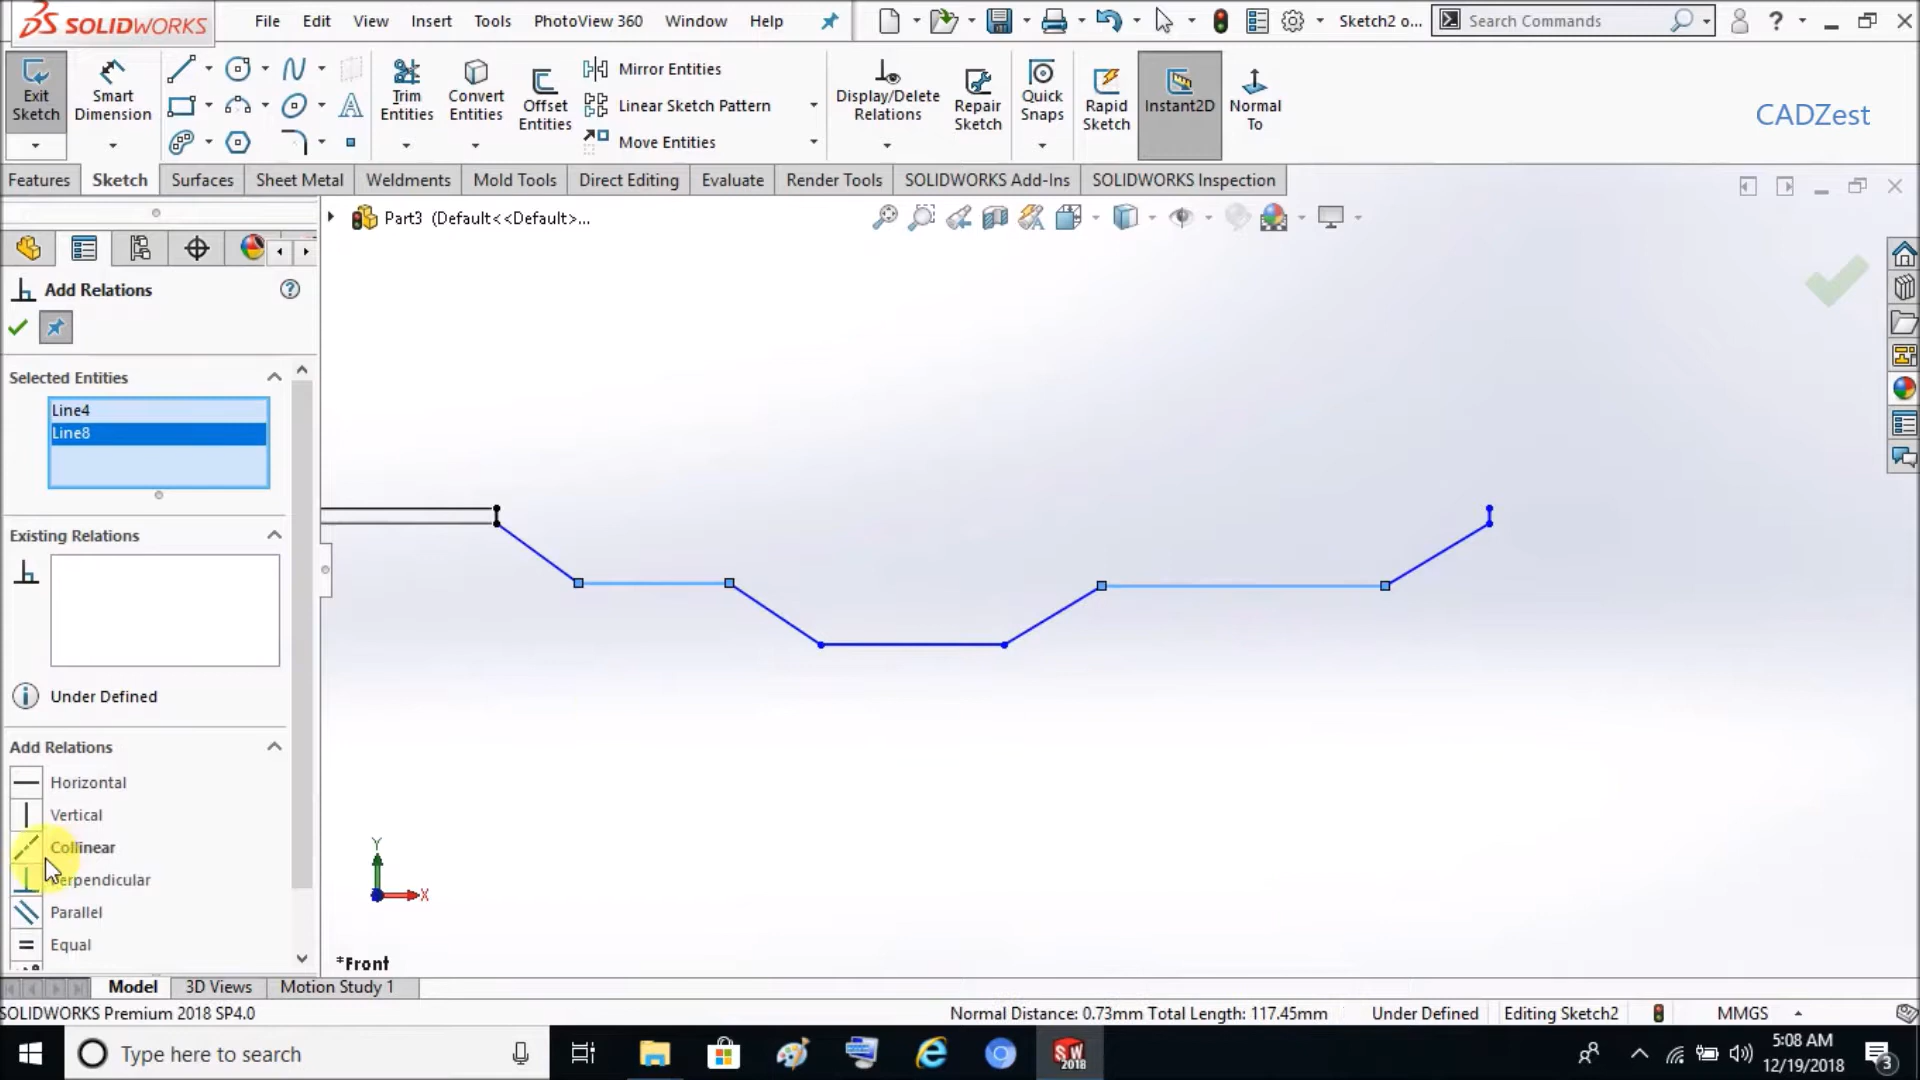 SOLIDWORKS File Edit View Insert Tools PhotoView 360 Window Help Sketch2 o... Search Commands
Exit Sketch
Smart Dimension
Trim Entities
Convert Entities
Offset Entities
Mirror Entities
Linear Sketch Pattern
Move Entities
Display/Delete Relations
Repair Sketch
Quick Snaps
Rapid Sketch
Instant2D
Normal To
CADZest
Features Sketch Surfaces Sheet Metal Weldments Mold Tools Direct Editing Evaluate Render Tools SOLIDWORKS Add-Ins SOLIDWORKS Inspection
Part3 (Default<<Default>...
Add Relations
Selected Entities
Line4
Line8
Existing Relations
Under Defined
Add Relations
Horizontal
Vertical
Collinear
Perpendicular
Parallel
Equal
Y
X
*Front
Model 3D Views Motion Study 1
SOLIDWORKS Premium 2018 SP4.0 Normal Distance: 0.73mm Total Length: 117.45mm Under Defined Editing Sketch2 MMGS
Type here to search
SW
2018
5:08 AM
12/19/2018
3